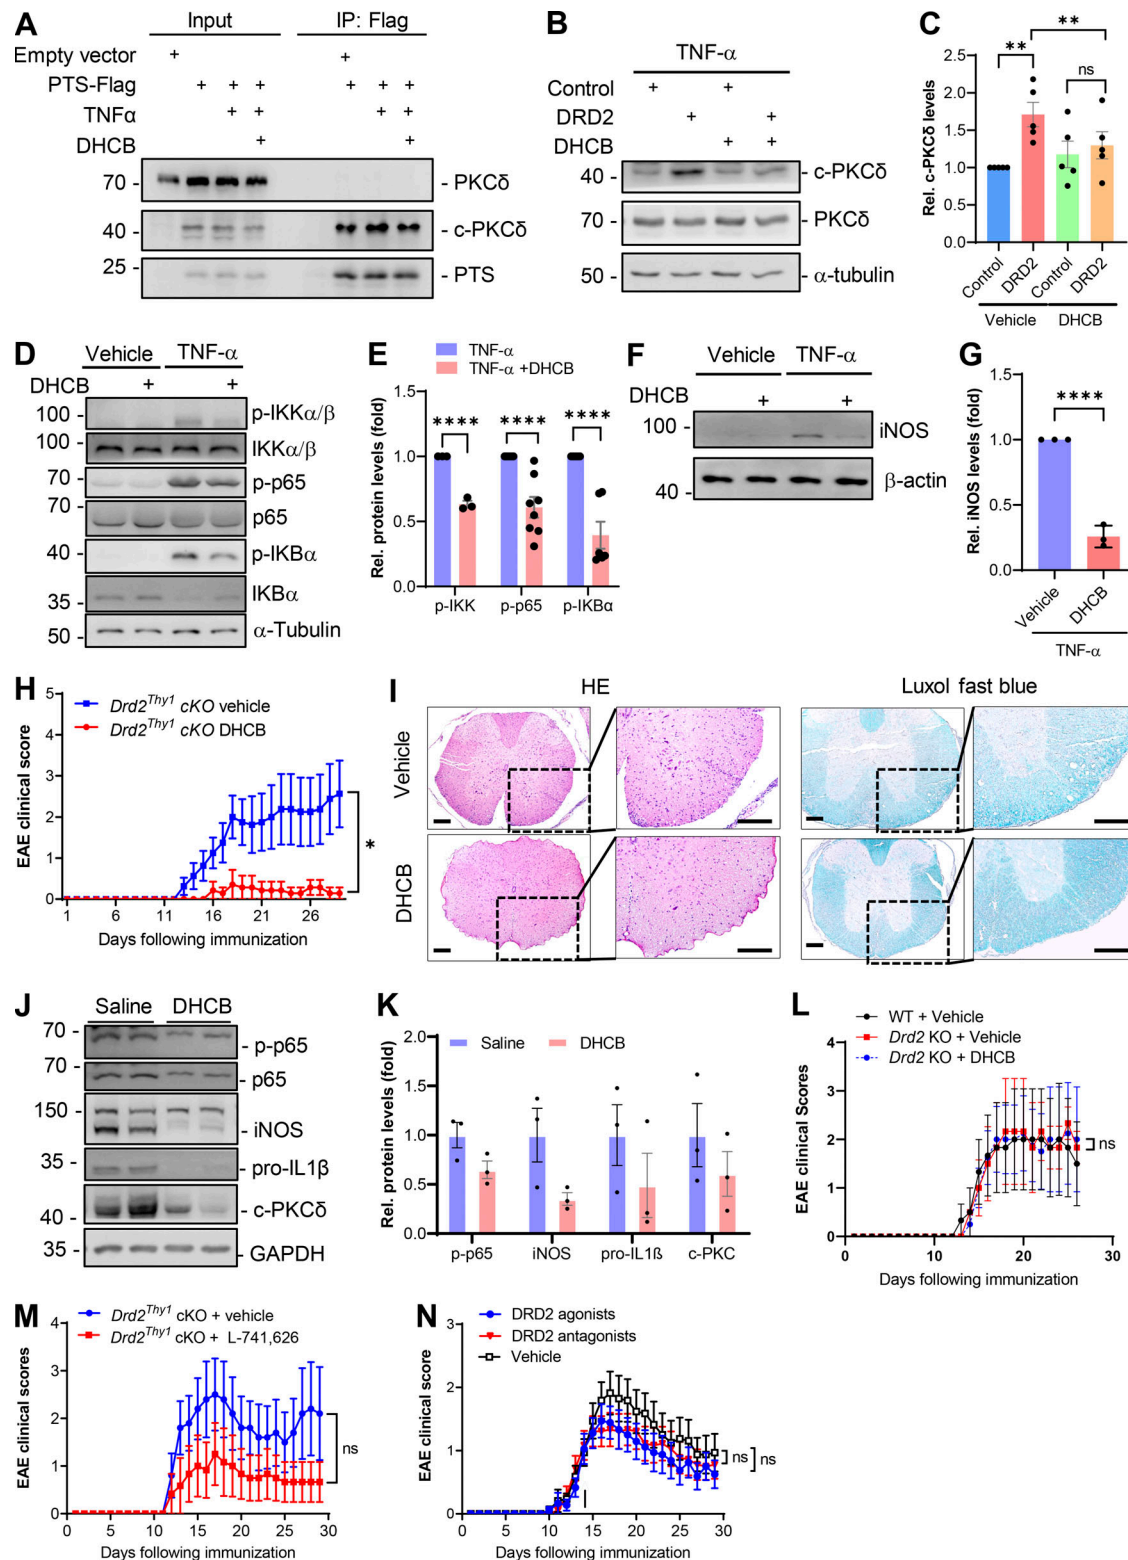 A
Input
IP: Flag
Empty vector + +
PTS-Flag + + + + + +
TNFα + + + +
DHCB + +
70 - - PKCδ
40 - - c-PKCδ
25 - - PTS
B
TNF-α
Control + +
DRD2 + +
DHCB + +
40 - - c-PKCδ
70 - - PKCδ
50 - - α-tubulin
C
Rel. c-PKCδ levels
2.5
2.0
1.5
1.0
0.5
0.0
**
**
ns
Control
DRD2
Control
DRD2
Vehicle
DHCB
D
Vehicle TNF-α
DHCB + +
100 - p-IKKα/β
100 - IKKα/β
70 - p-p65
70 -
p65
40 - p-IKBα
35 - IKBα
50 - α-Tubulin
E
TNF-α
TNF-α +DHCB
Rel. protein levels (fold)
1.5
1.0
0.5
0.0
****
****
****
p-IKK
p-p65
p-IKBα
F
Vehicle
TNF-α
DHCB + +
100 -
iNOS
β-actin
40 -
G
Rel. iNOS levels (fold)
1.5
1.0
0.5
0.0
****
Vehicle
DHCB
TNF-α
H
Drd2Thy1 cKO vehicle
Drd2Thy1 cKO DHCB
EAE clinical score
5
4
3
2
1
0
*
1 6 11 16 21 26
Days following immunization
I
HE
Luxol fast blue
Vehicle
DHCB
J
Saline DHCB
70 -
- p-p65
70 -
- p65
150 -
- iNOS
35 - - pro-IL1β
40 - - c-PKCδ
35 - - GAPDH
K
Saline
DHCB
Rel. protein levels (fold)
2.0
1.5
1.0
0.5
0.0
p-p65
iNOS
pro-IL1ß
c-PKC
L
WT + Vehicle
Drd2 KO + Vehicle
Drd2 KO + DHCB
EAE clinical Scores
4
3
2
1
0
ns
0 10 20 30
Days following immunization
M
Drd2Thy1 cKO + vehicle
Drd2Thy1 cKO + L-741,626
EAE clinical scores
4
3
2
1
0
ns
0 5 10 15 20 25 30
Days following immunization
N
DRD2 agonists
DRD2 antagonists
Vehicle
EAE clinical scores
3
2
1
0
ns
ns
0 5 10 15 20 25 30
Days following immunization